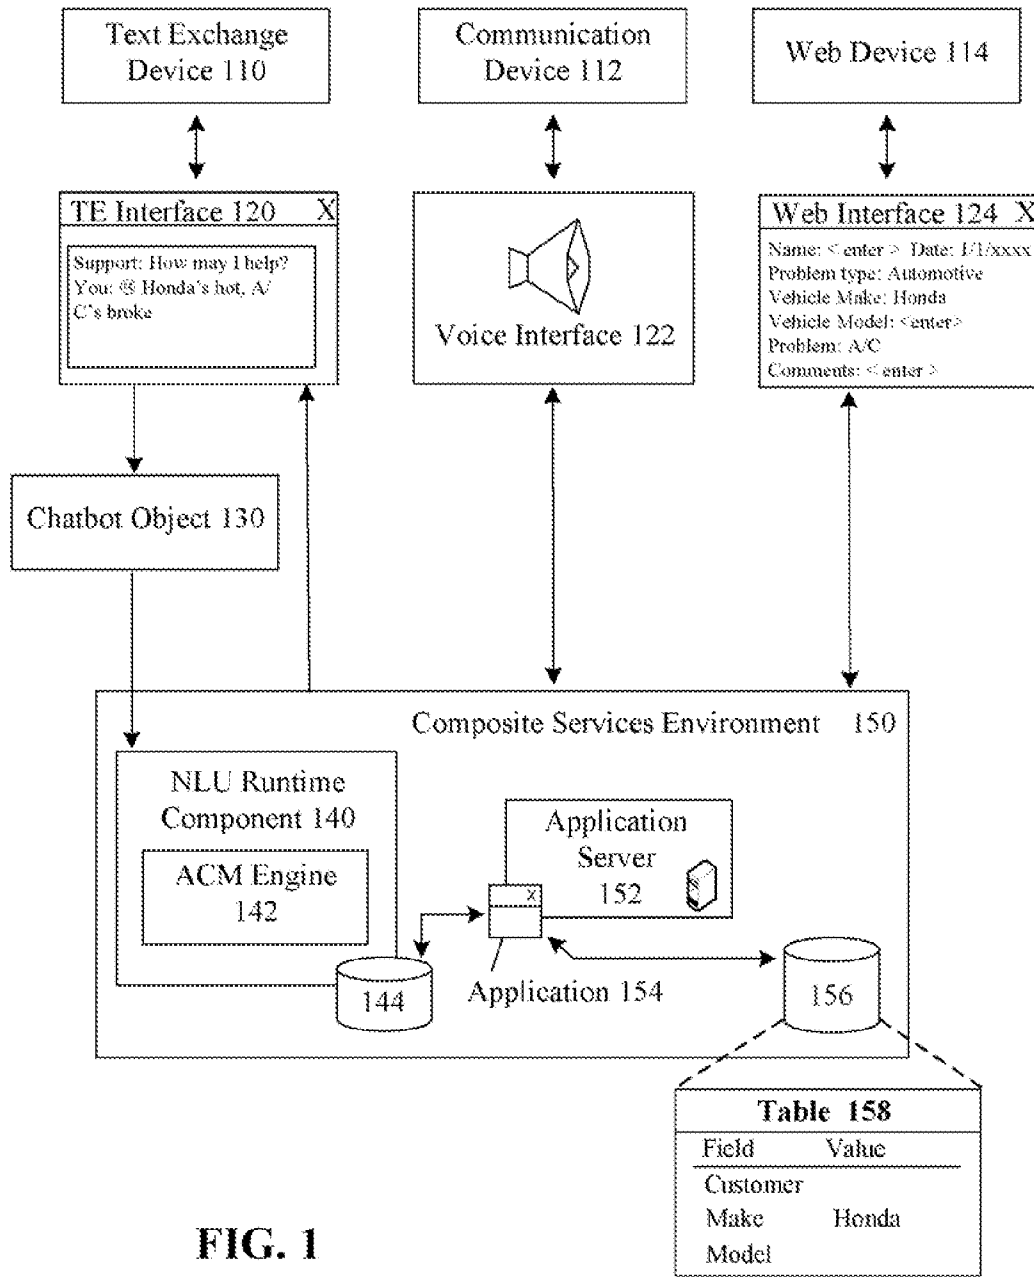 Text Exchange
Device 110
Communication
Device 112
Web Device 114
TE Interface 120 X
Support: How may I help?
You: ☹ Honda's hot, A/
C's broke
Voice Interface 122
Web Interface 124 X
Name: < enter > Date: 1/1/xxxx
Problem type: Automotive
Vehicle Make: Honda
Vehicle Model: <enter>
Problem: A/C
Comments: < enter >
Chatbot Object 130
Composite Services Environment 150
NLU Runtime
Component 140
ACM Engine
142
144
Application
Server
152
X
Application 154
156
Table 158
Field Value
Customer
Make Honda
Model
FIG. 1